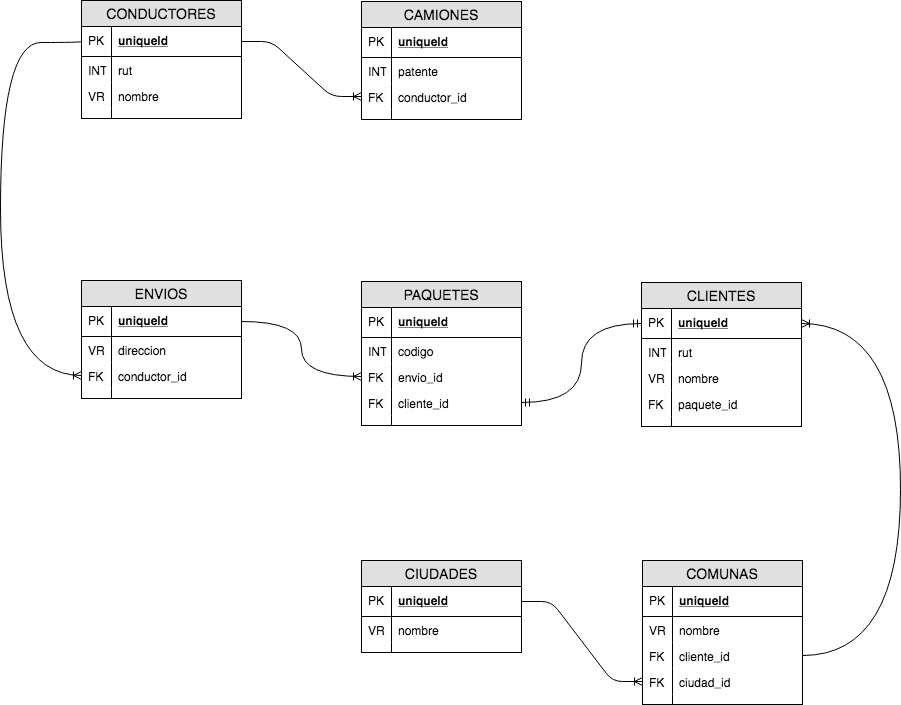 CONDUCTORES
PK uniqueId
INT rut
VR nombre
CAMIONES
PK uniqueId
INT patente
FK conductor_id
ENVIOS
PK uniqueId
VR direccion
FK conductor_id
PAQUETES
PK uniqueId
INT codigo
FK envio_id
FK cliente_id
CLIENTES
PK uniqueId
INT rut
VR nombre
FK paquete_id
CIUDADES
PK uniqueId
VR nombre
COMUNAS
PK uniqueId
VR nombre
FK cliente_id
FK ciudad_id